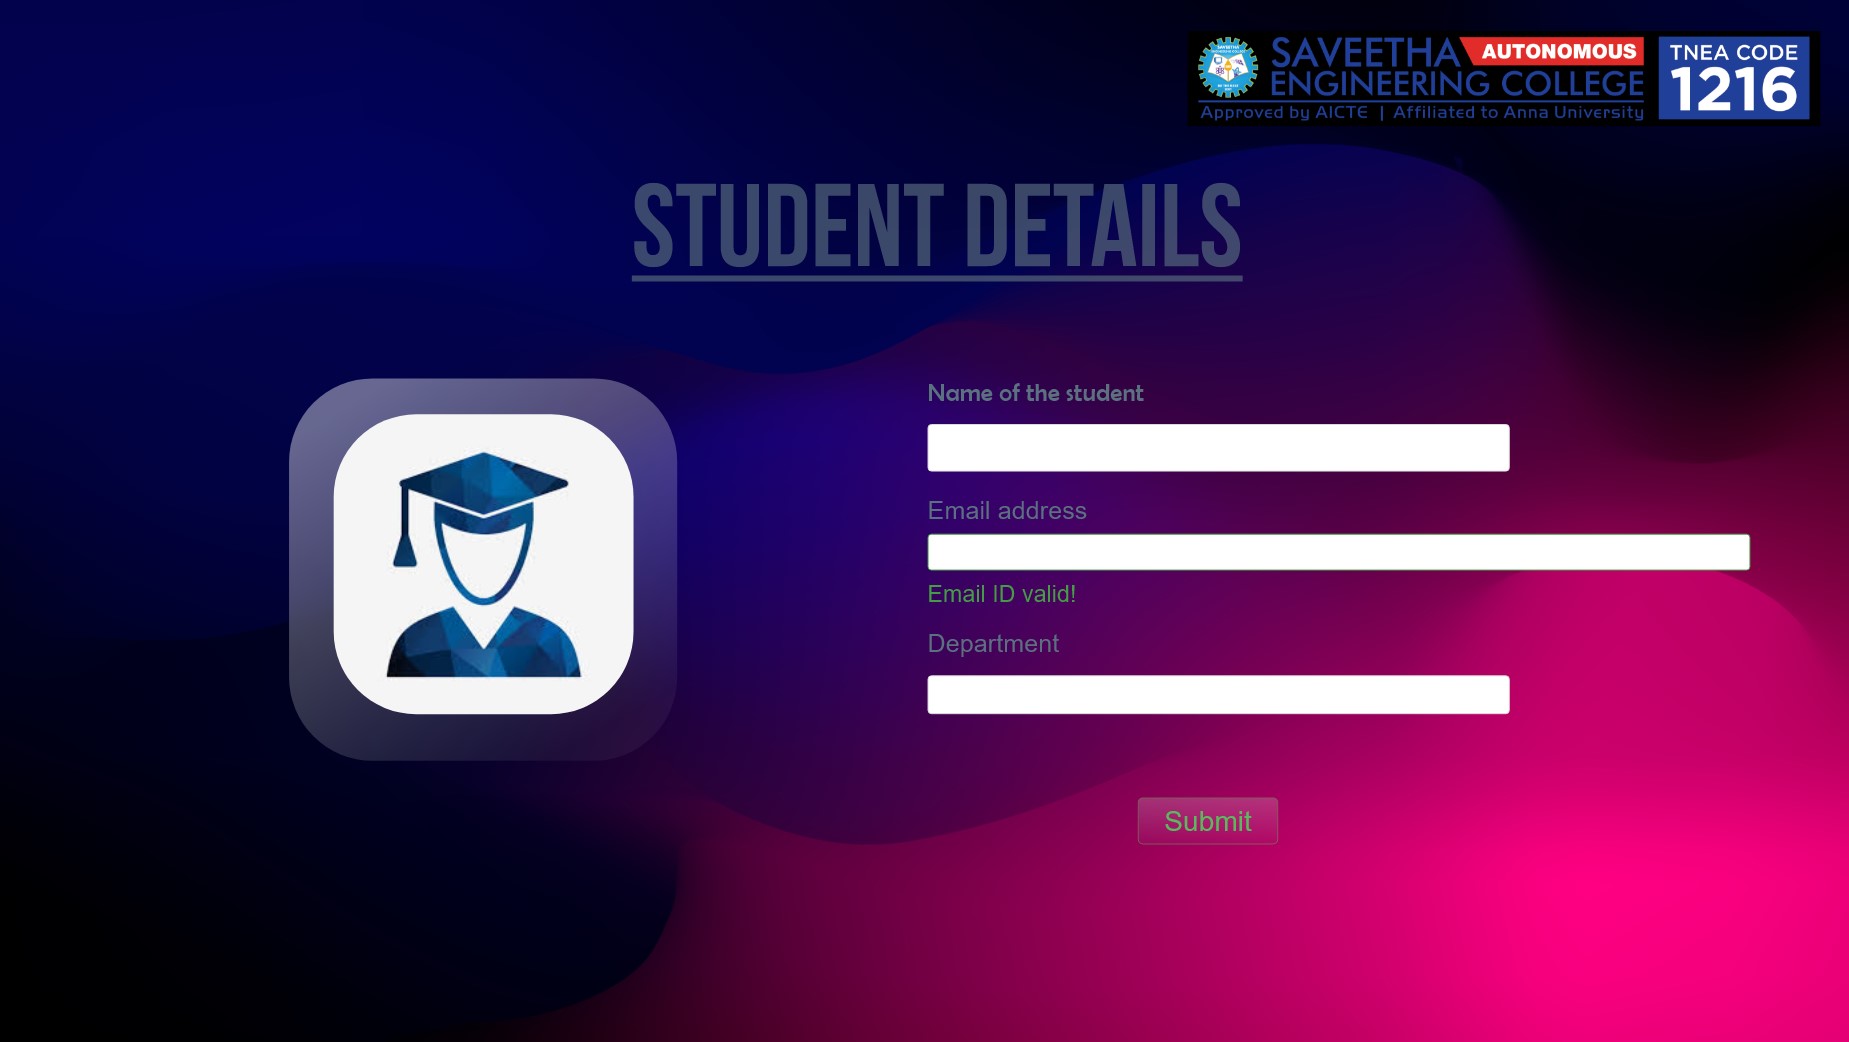 SAVEETHA AUTONOMOUS
ENGINEERING COLLEGE
Approved by AICTE | Affiliated to Anna University
TNEA CODE
1216
STUDENT DETAILS
Name of the student
Email address
Email ID valid!
Department
Submit